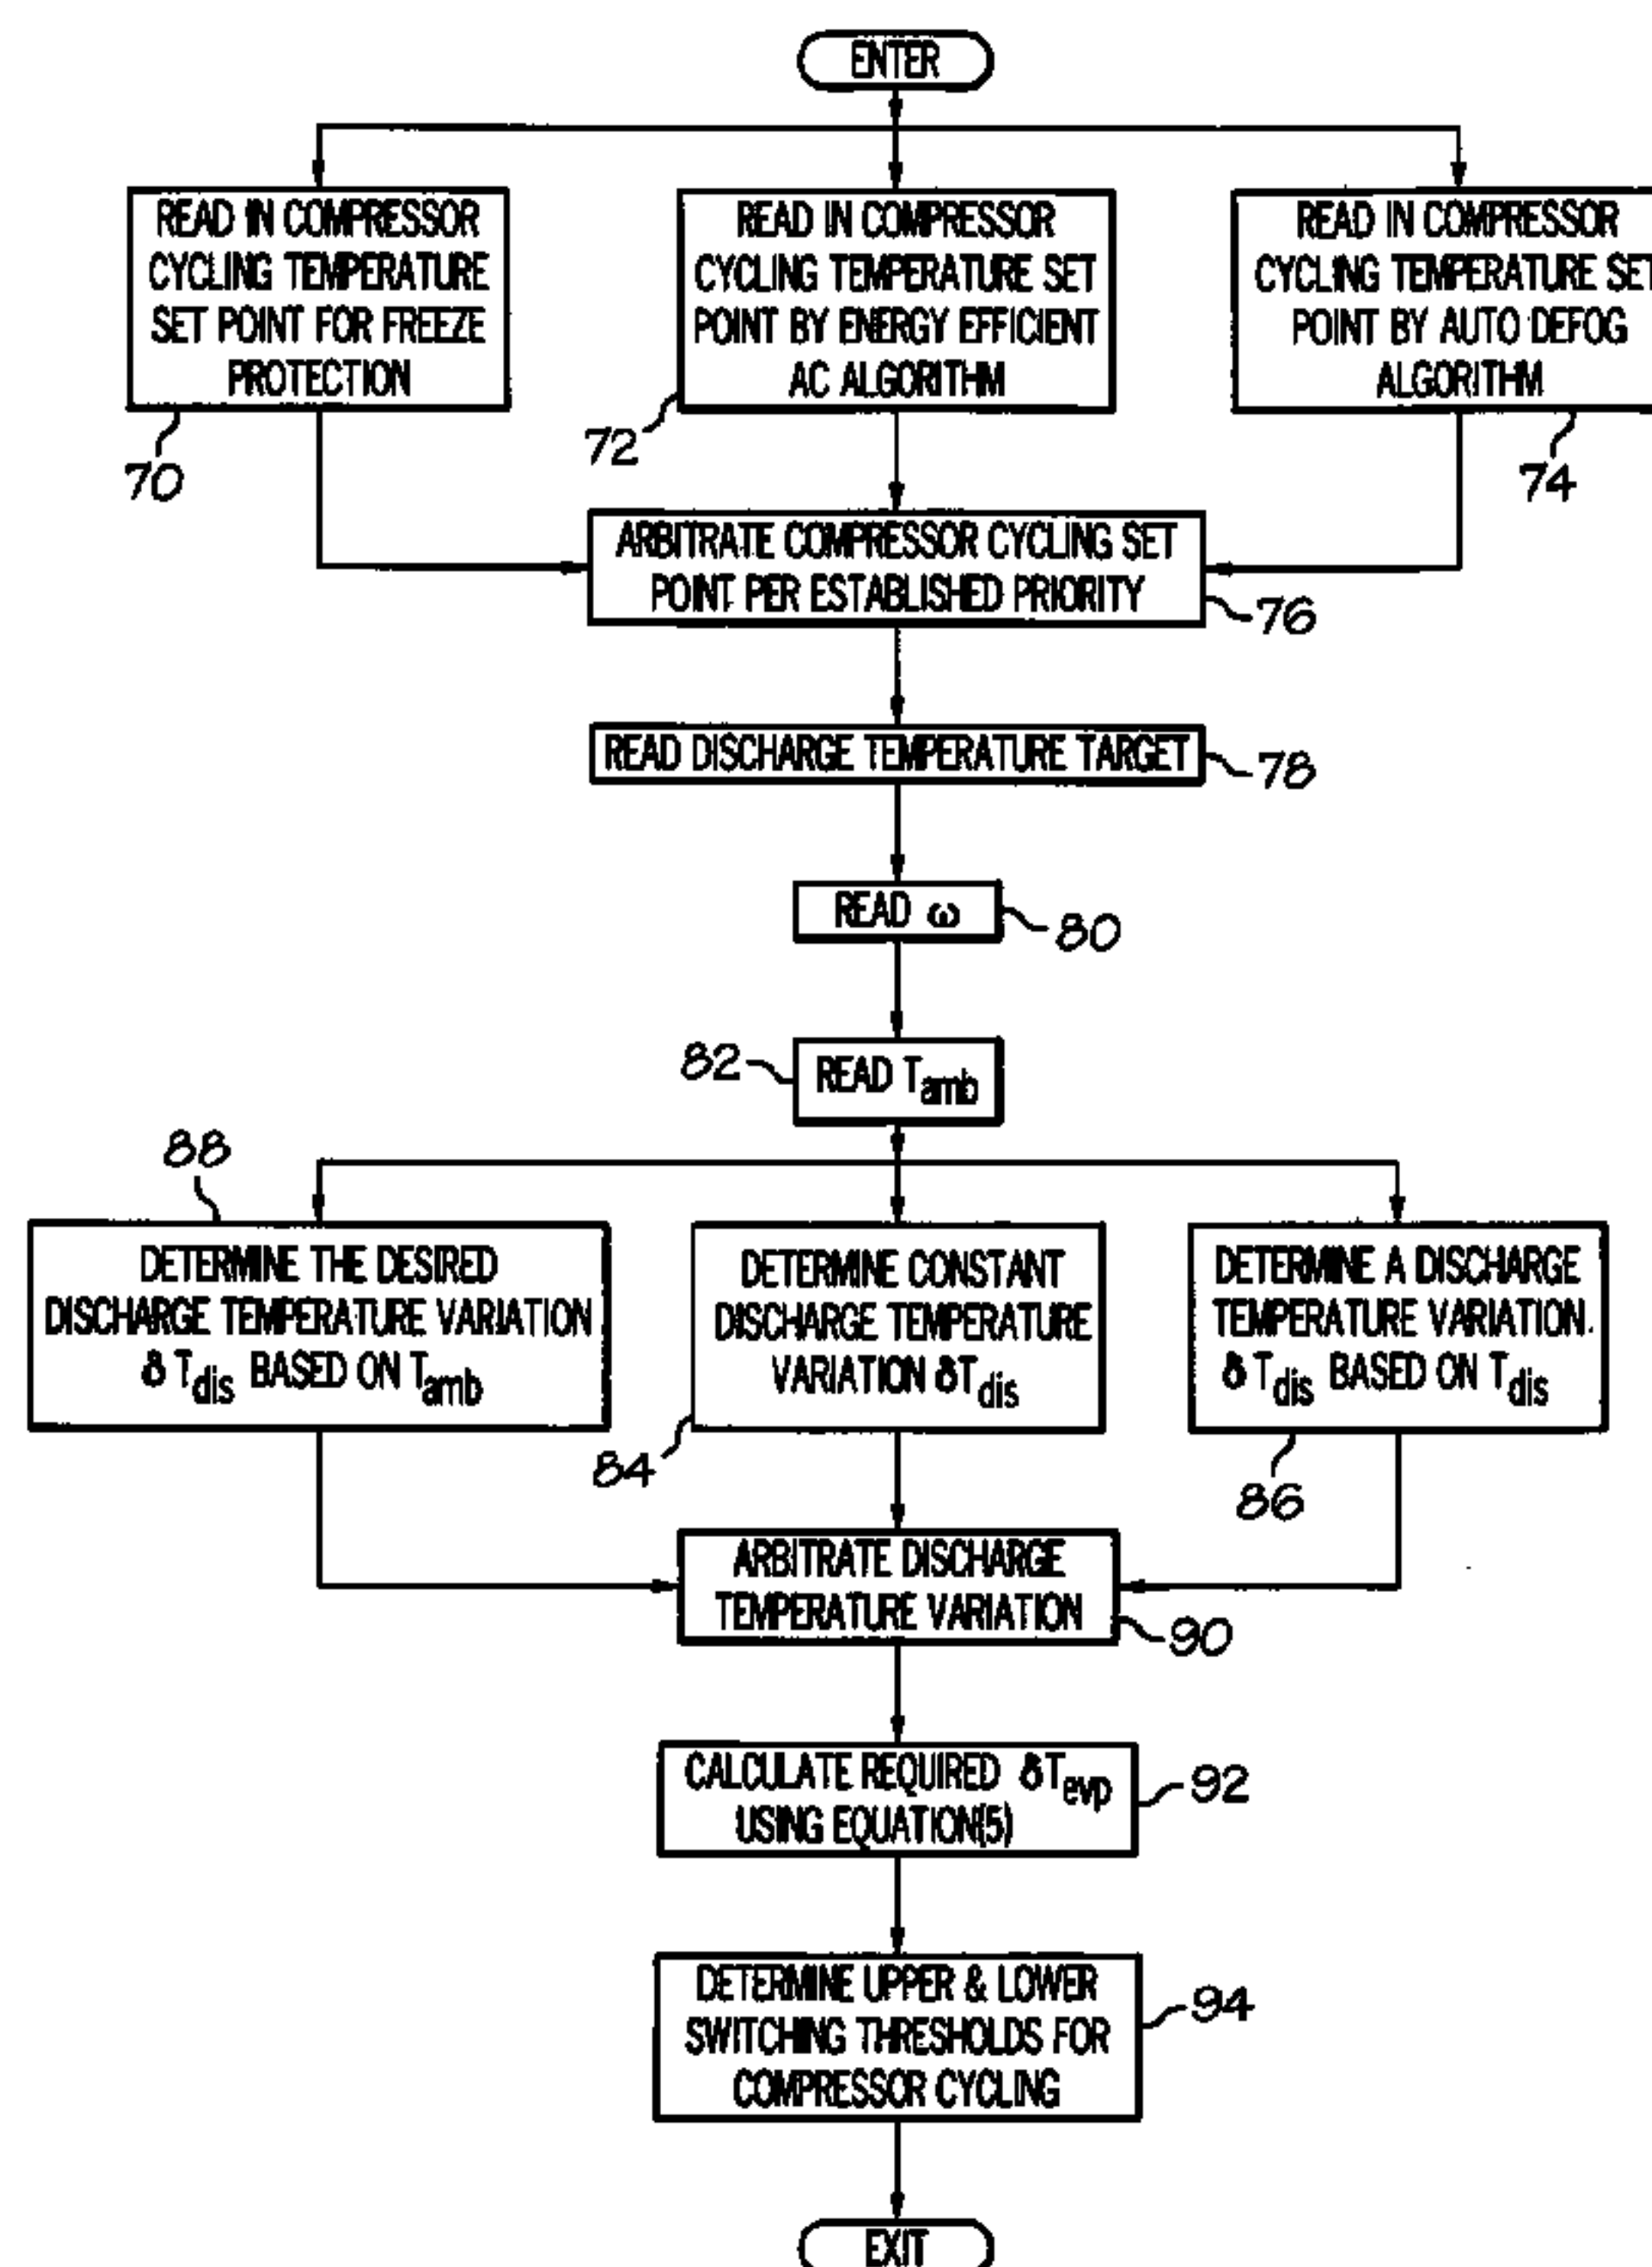 ENTER
READ IN COMPRESSOR
CYCLING TEMPERATURE
SET POINT FOR FREEZE
PROTECTION
70
READ IN COMPRESSOR
CYCLING TEMPERATURE SET
POINT BY ENERGY EFFICIENT
AC ALGORITHM
72
READ IN COMPRESSOR
CYCLING TEMPERATURE SET
POINT BY AUTO DEFOG
ALGORITHM
74
ARBITRATE COMPRESSOR CYCLING SET
POINT PER ESTABLISHED PRIORITY
76
READ DISCHARGE TEMPERATURE TARGET
78
READ ω
80
82
READ Tamb
88
DETERMINE THE DESIRED
DISCHARGE TEMPERATURE VARIATION
δ Tdis BASED ON Tamb
DETERMINE CONSTANT
DISCHARGE TEMPERATURE
VARIATION δTdis
84
DETERMINE A DISCHARGE
TEMPERATURE VARIATION.
δ Tdis BASED ON Tdis
86
ARBITRATE DISCHARGE
TEMPERATURE VARIATION
90
CALCULATE REQUIRED δTevp
USING EQUATION(5)
92
DETERMINE UPPER & LOWER
SWITCHING THRESHOLDS FOR
COMPRESSOR CYCLING
94
EXIT